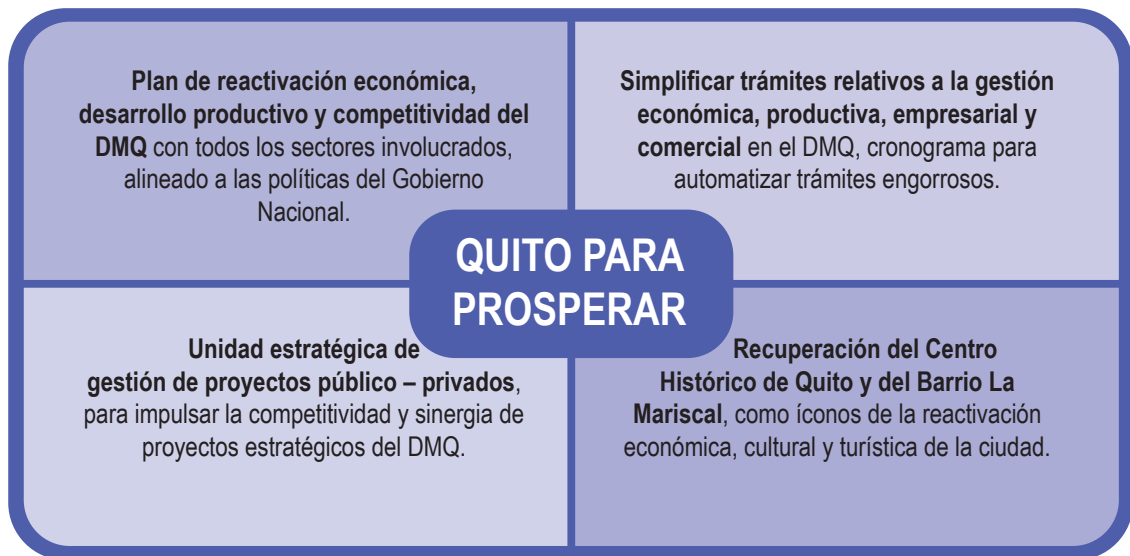 Plan de reactivación económica,
desarrollo productivo y competitividad del
DMQ con todos los sectores involucrados,
alineado a las políticas del Gobierno
Nacional.
Simplificar trámites relativos a la gestión
económica, productiva, empresarial y
comercial en el DMQ, cronograma para
automatizar trámites engorrosos.
QUITO PARA
PROSPERAR
Unidad estratégica de
gestión de proyectos público – privados,
para impulsar la competitividad y sinergia de
proyectos estratégicos del DMQ.
Recuperación del Centro
Histórico de Quito y del Barrio La
Mariscal, como íconos de la reactivación
económica, cultural y turística de la ciudad.